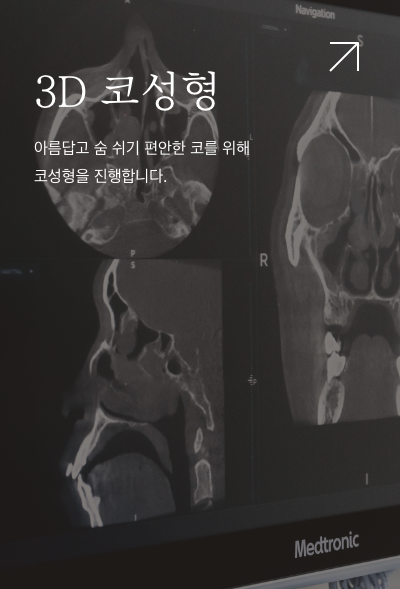 Navigation
S
3D 코성형
아름답고 숨 쉬기 편안한 코를 위해
코성형을 진행합니다.
P
S
R
I
I
Medtronic